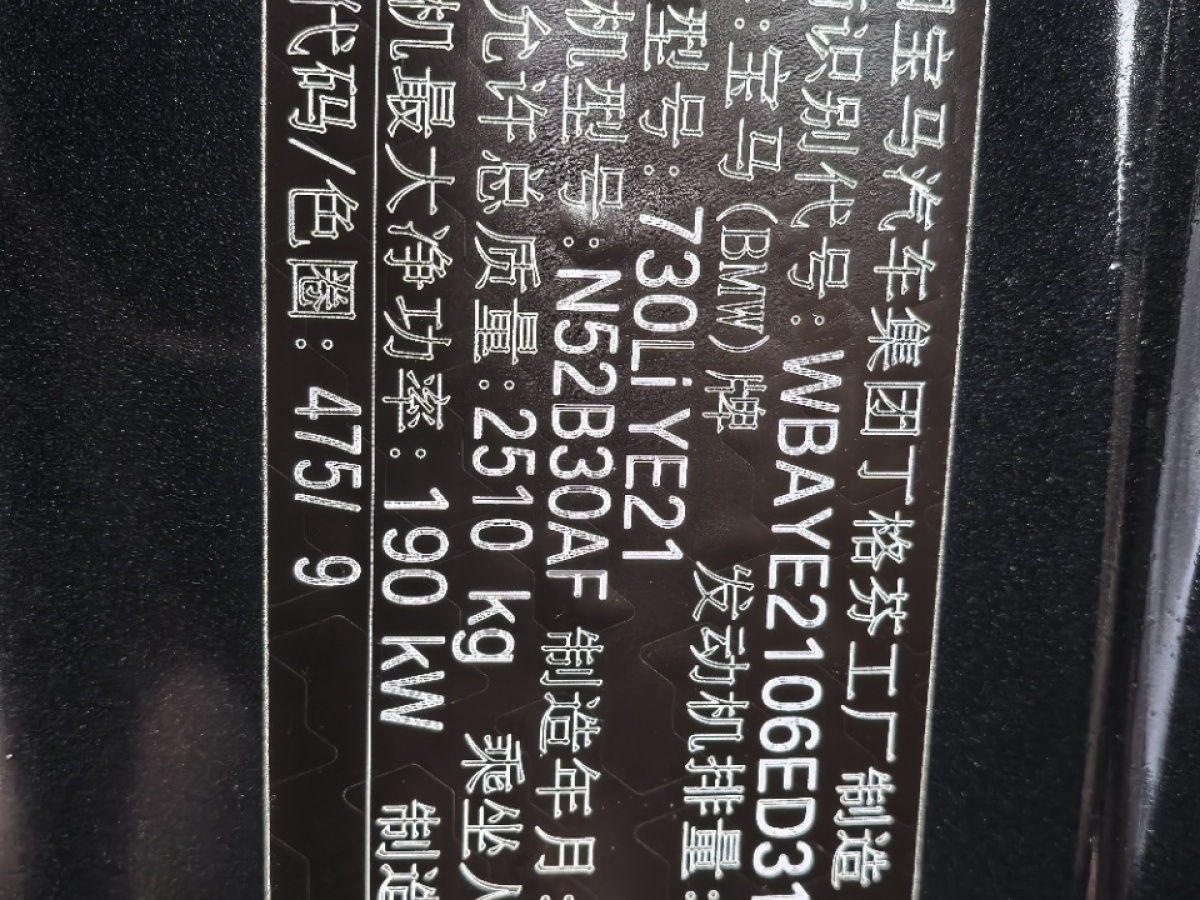 国宝马汽车集团丁格芬工厂 制造
识别代号: WBAYE2106ED31
: 宝马 (BMW) 牌 发动机排量:
型号: 730Li YE21
机型号: N52B30AF 制造年月:
允许总质量: 2510 kg 乘坐人
机最大净功率: 190 kW 制造
代码/色圈: 475/ 9